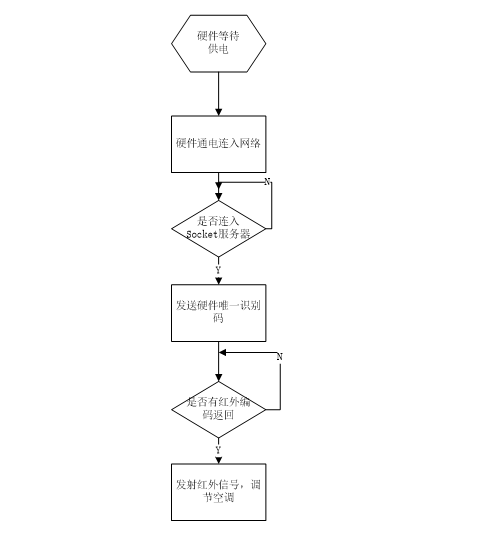 硬件等待
供电
硬件通电连入网络
N
是否连入
Socket服务器
Y
发送硬件唯一识别
码
N
是否有红外编
码返回
Y
发射红外信号，调
节空调